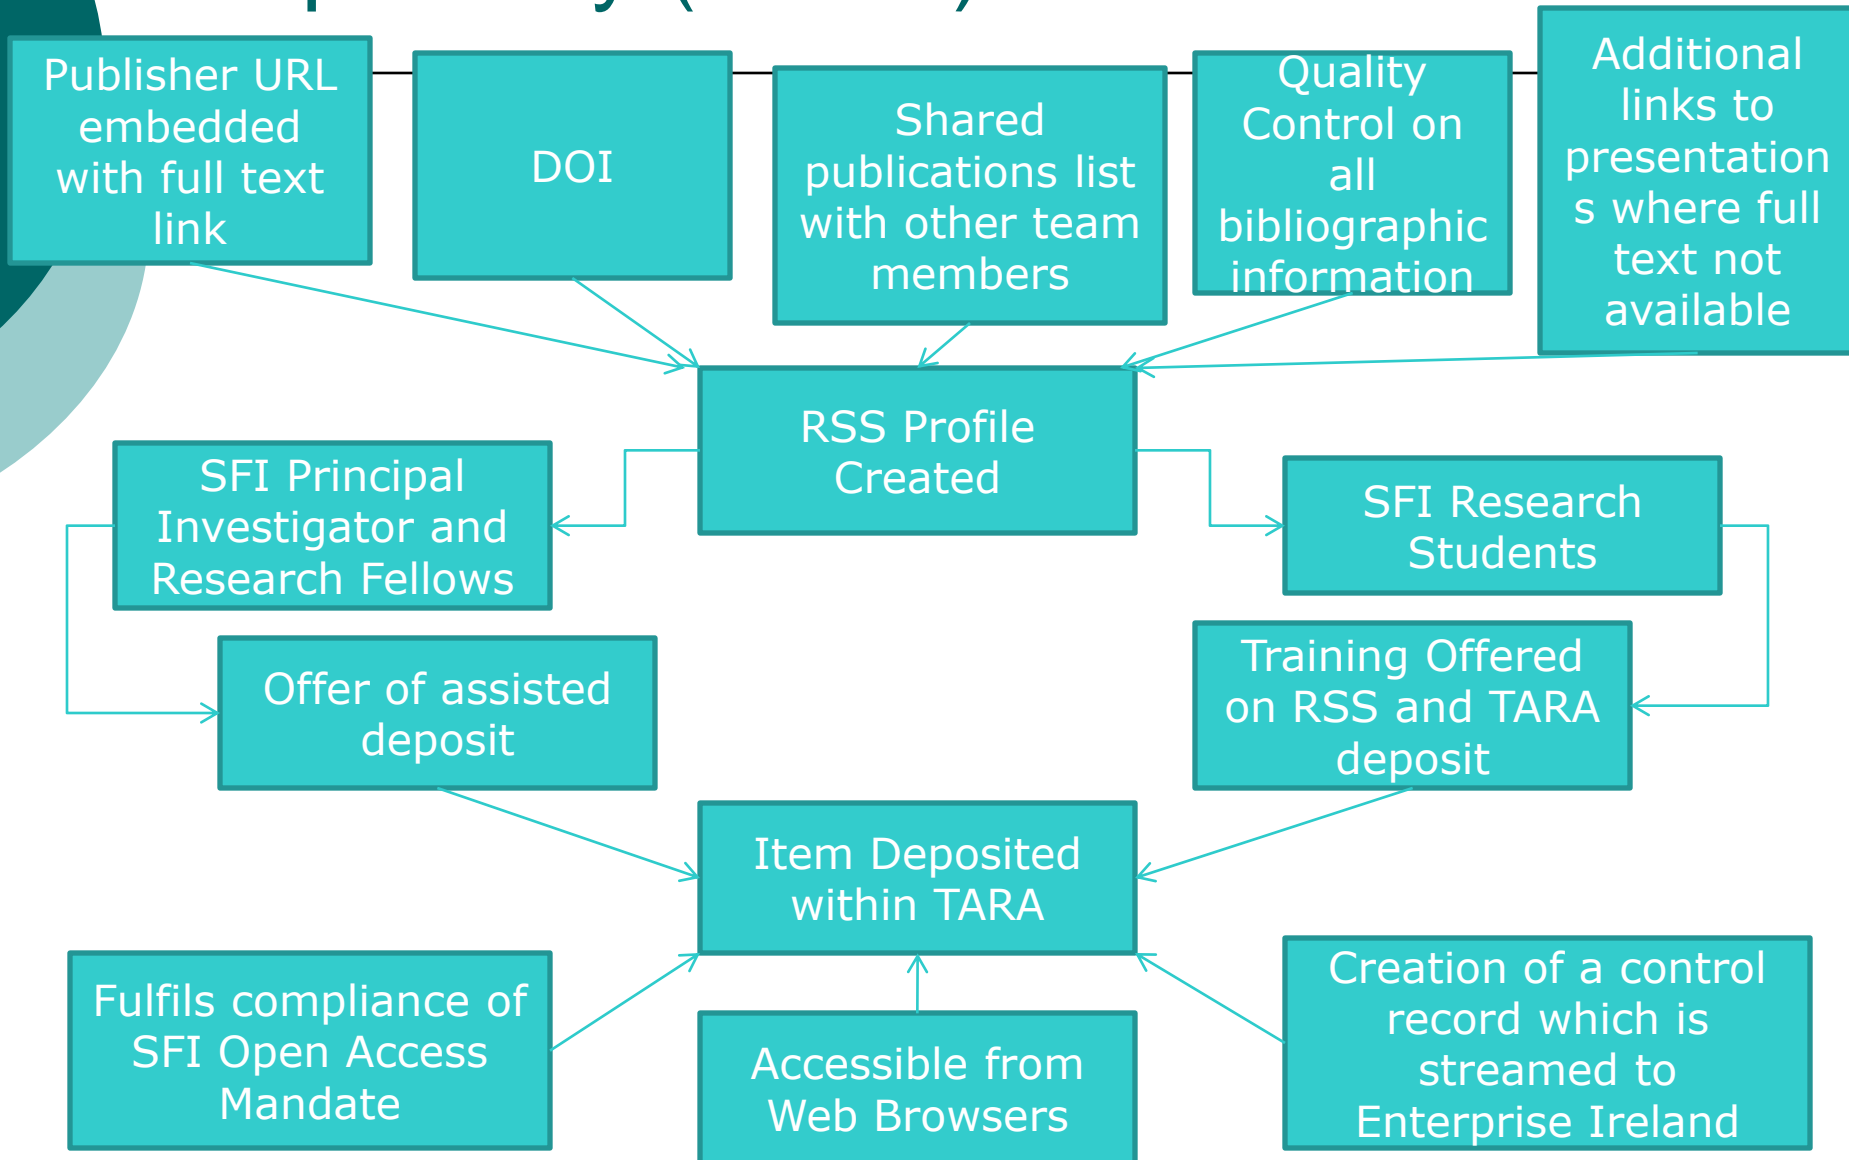 Publisher URL
embedded
with full text
link
DOI
Shared
publications list
with other team
members
Quality
Control on
all
bibliographic
information
Additional
links to
presentation
s where full
text not
available
RSS Profile
Created
SFI Principal
Investigator and
Research Fellows
SFI Research
Students
Offer of assisted
deposit
Training Offered
on RSS and TARA
deposit
Item Deposited
within TARA
Fulfils compliance of
SFI Open Access
Mandate
Accessible from
Web Browsers
Creation of a control
record which is
streamed to
Enterprise Ireland